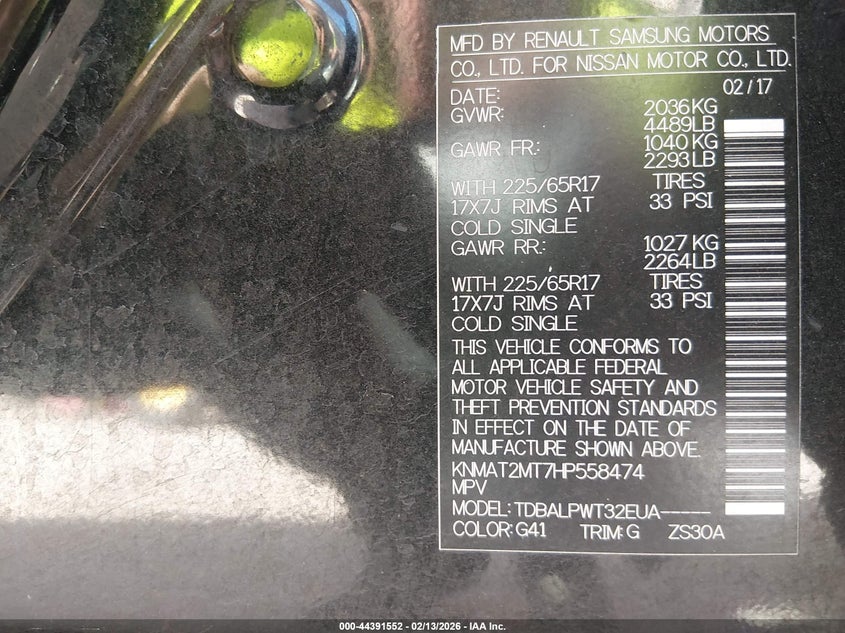 MFD BY RENAULT SAMSUNG MOTORS
CO., LTD. FOR NISSAN MOTOR CO., LTD.
DATE: 02/17
GVWR: 2036KG
4489LB
GAWR FR.: 1040 KG
2293LB
WITH 225/65R17 TIRES
17X7J RIMS AT 33 PSI
COLD SINGLE
GAWR RR.: 1027 KG
2264LB
WITH 225/65R17 TIRES
17X7J RIMS AT 33 PSI
COLD SINGLE
THIS VEHICLE CONFORMS TO
ALL APPLICABLE FEDERAL
MOTOR VEHICLE SAFETY AND
THEFT PREVENTION STANDARDS
IN EFFECT ON THE DATE OF
MANUFACTURE SHOWN ABOVE.
KNMAT2MT7HP558474
MPV
MODEL: TDBALPWT32EUA-----
COLOR: G41 TRIM: G ZS30A
000-44391552 - 02/13/2026 - IAA Inc.